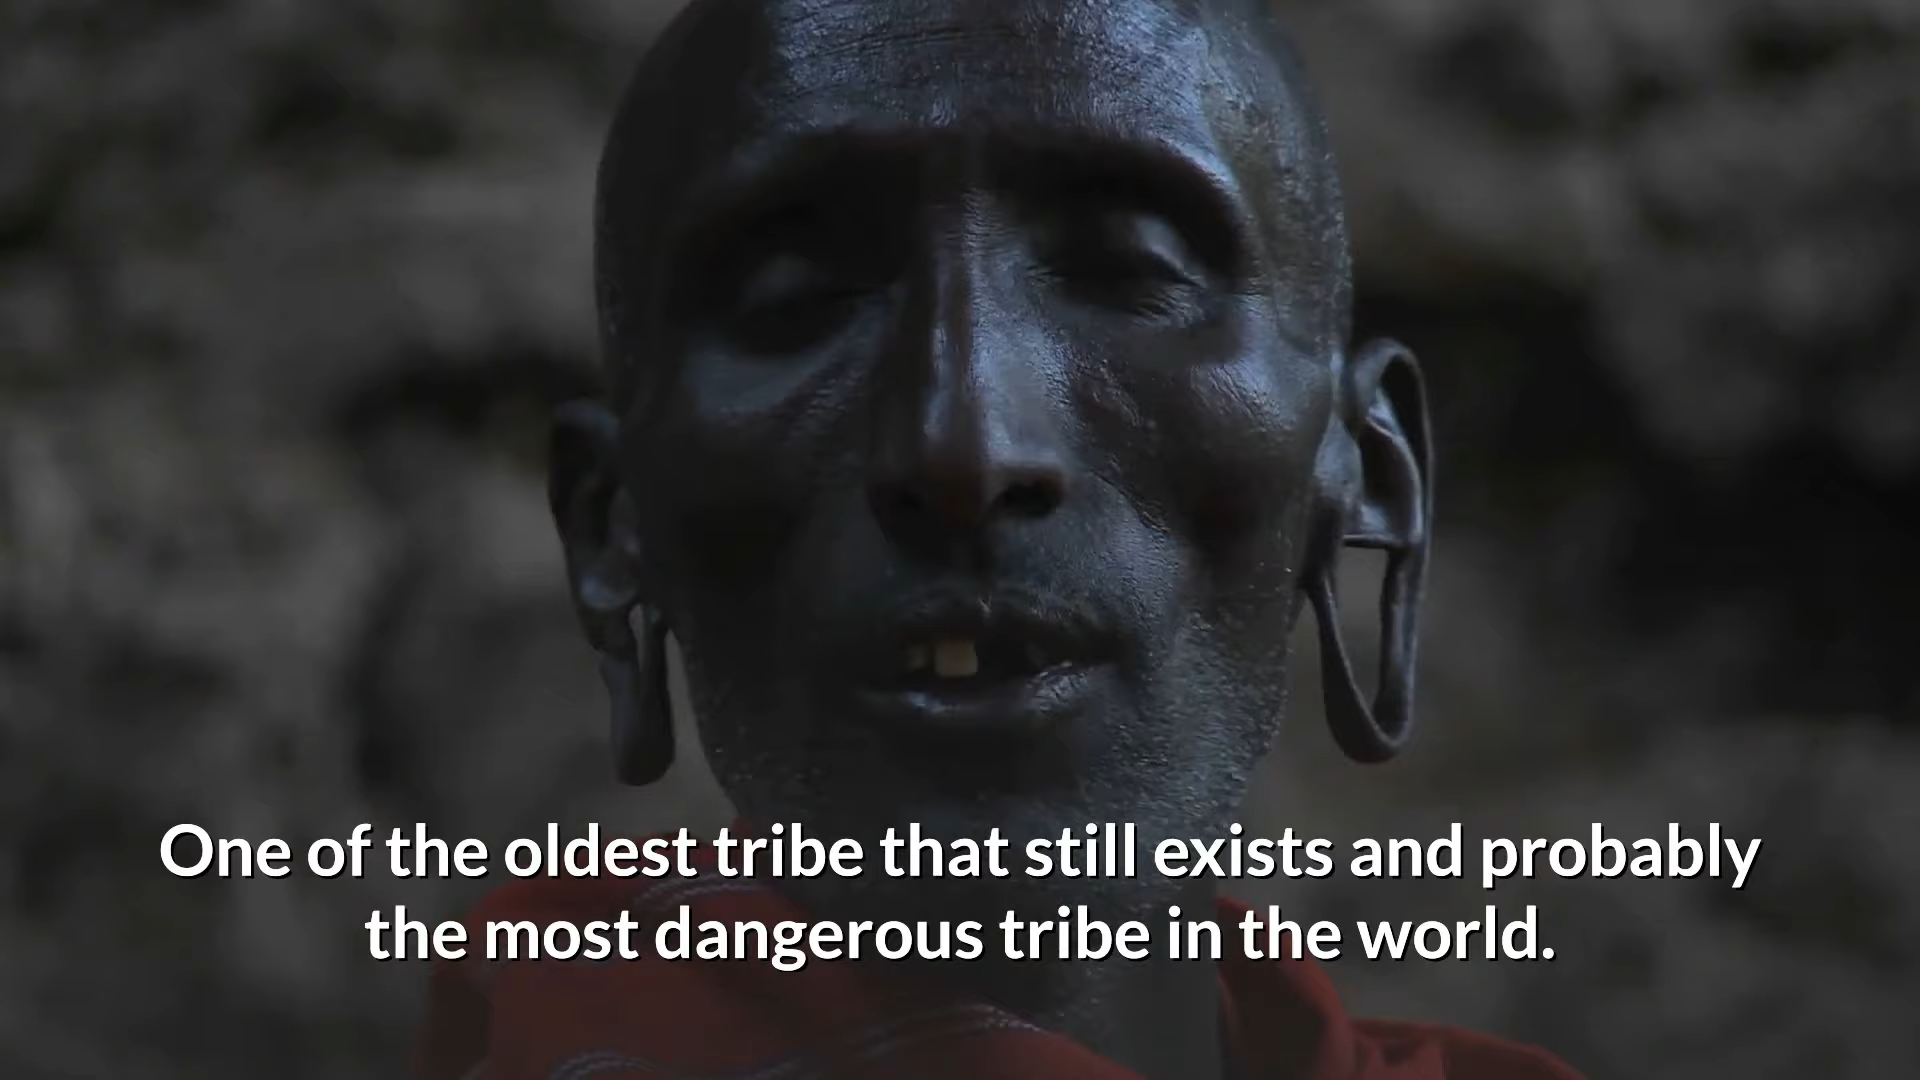 One of the oldest tribe that still exists and probably
the most dangerous tribe in the world.